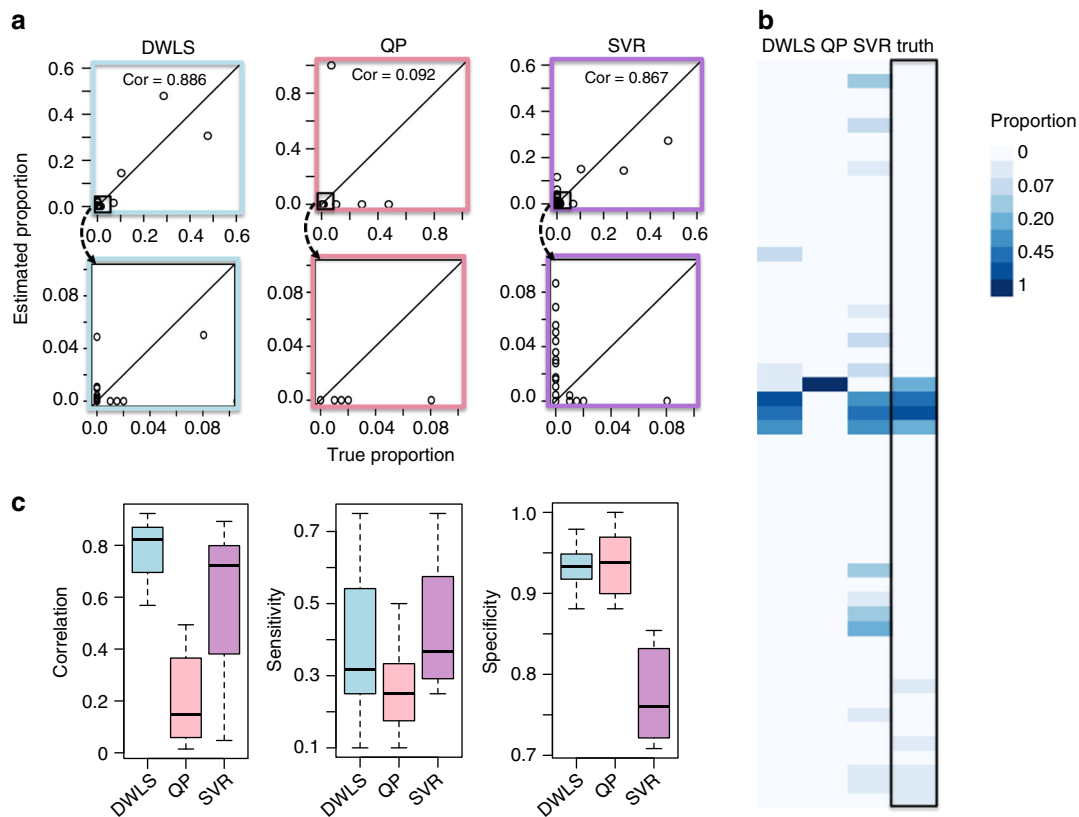 a
DWLS
QP
SVR
Estimated proportion
0.6
0.4
0.2
0.0
Cor = 0.886
0.0 0.2 0.4 0.6
0.8
0.4
0.0
Cor = 0.092
0.0 0.4 0.8
0.6
0.4
0.2
0.0
Cor = 0.867
0.0 0.2 0.4 0.6
0.08
0.04
0.0
0.0 0.04 0.08
0.08
0.04
0.0
0.0 0.04 0.08
0.08
0.04
0.0
0.0 0.04 0.08
True proportion
b
DWLS QP SVR truth
Proportion
0
0.07
0.20
0.45
1
c
Correlation
0.8
0.6
0.4
0.2
0
DWLS
QP
SVR
Sensitivity
0.7
0.5
0.3
0.1
DWLS
QP
SVR
Specificity
1.0
0.9
0.8
0.7
DWLS
QP
SVR